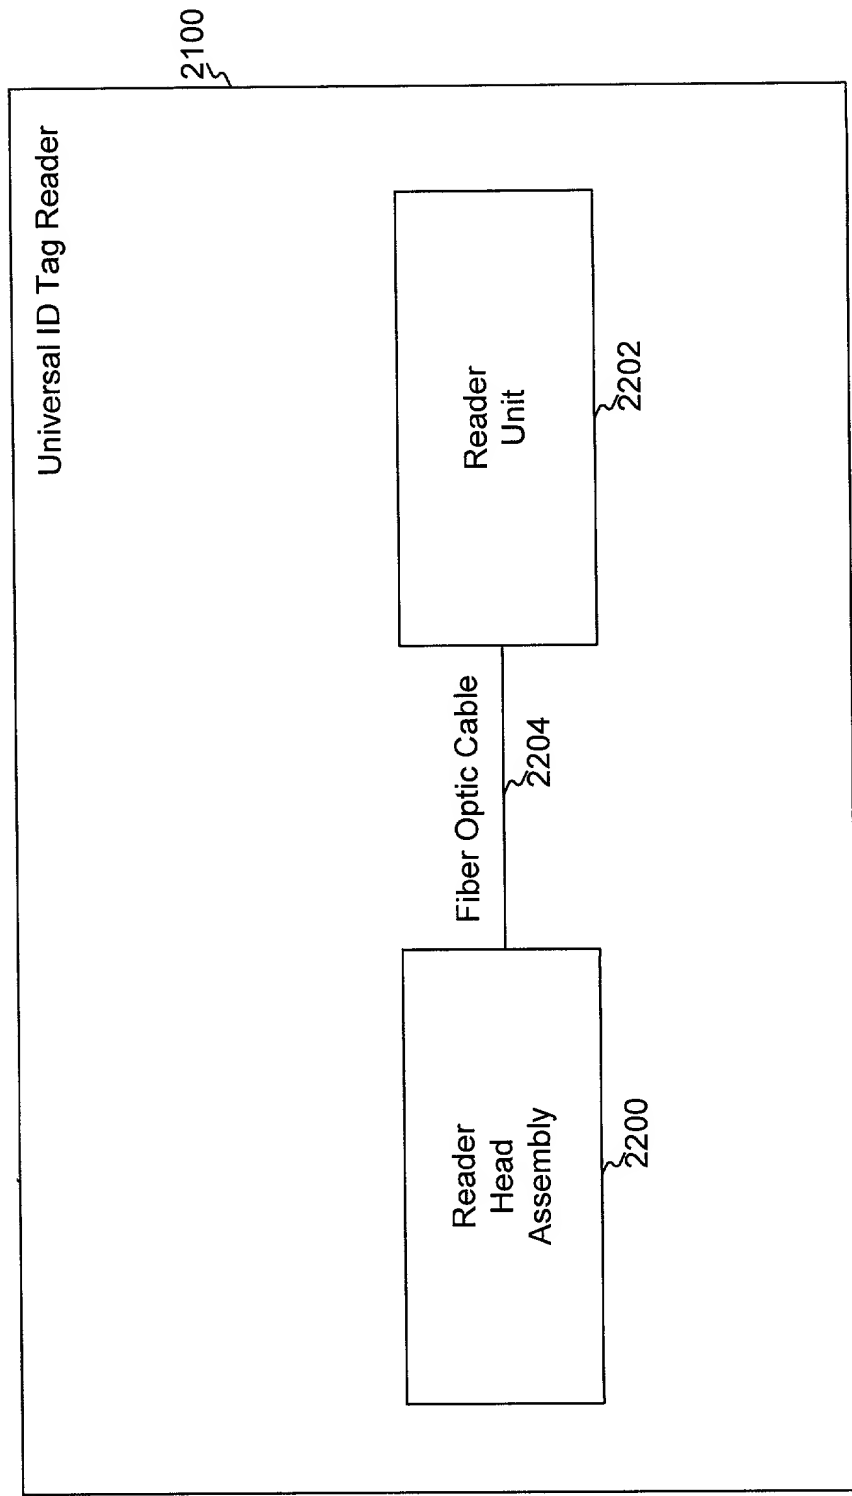 2100
Universal ID Tag Reader
Reader
Head
Assembly
2200
Fiber Optic Cable
2204
Reader
Unit
2202